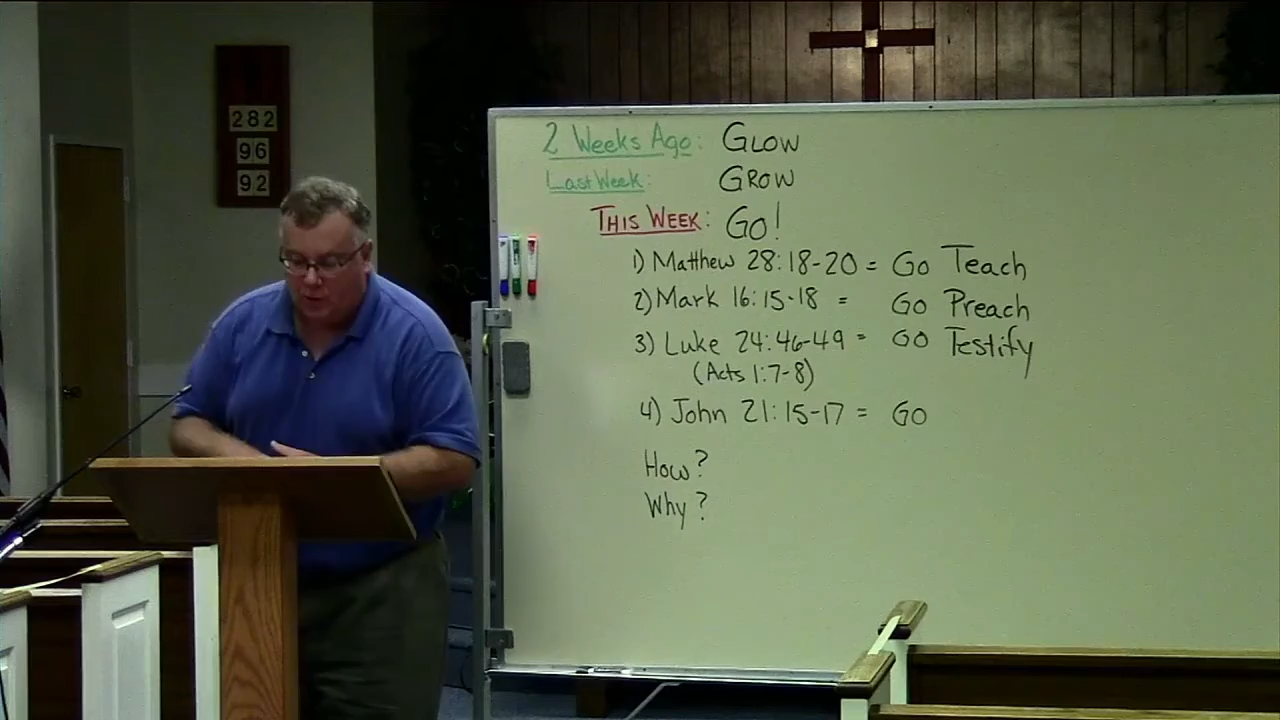 282
96
92
2 Weeks Ago: GLOW
Last Week: GROW
THIS WEEK: GO!
1) Matthew 28:18-20 = Go Teach
2) Mark 16:15-18 = Go Preach
3) Luke 24:46-49 = GO Testify
(Acts 1:7-8)
4) John 21:15-17 = GO
How?
Why?